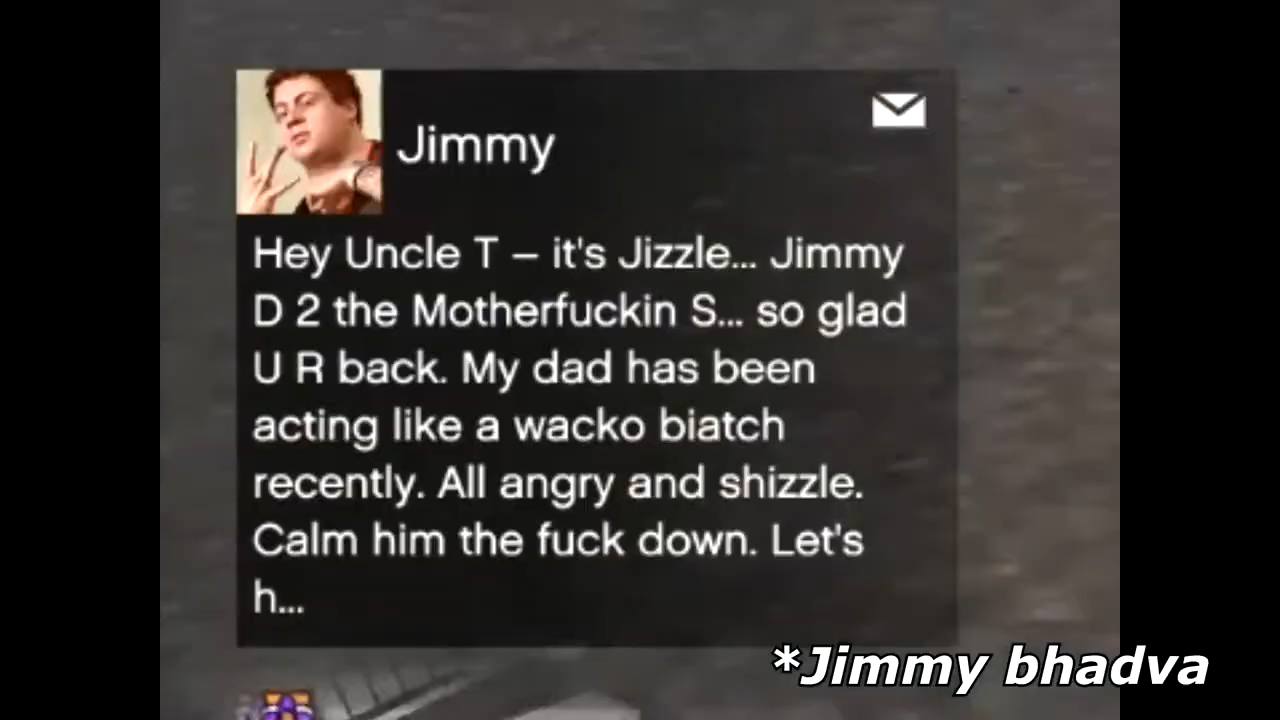 Jimmy
Hey Uncle T – it's Jizzle... Jimmy
D 2 the Motherfuckin S... so glad
U R back. My dad has been
acting like a wacko biatch
recently. All angry and shizzle.
Calm him the fuck down. Let's
h...
*Jimmy bhadva